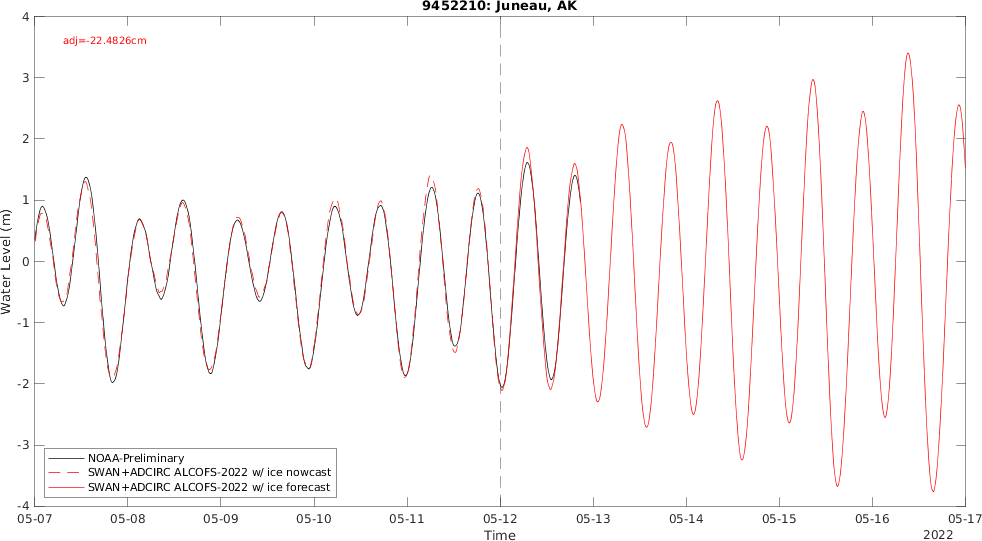 9452210: Juneau, AK
adj=-22.4826cm
4
3
2
1
0
-1
-2
-3
-4
Water Level (m)
NOAA-Preliminary
SWAN+ADCIRC ALCOFS-2022 w/ ice nowcast
SWAN+ADCIRC ALCOFS-2022 w/ ice forecast
05-07 05-08 05-09 05-10 05-11 05-12 05-13 05-14 05-15 05-16 05-17
Time
2022